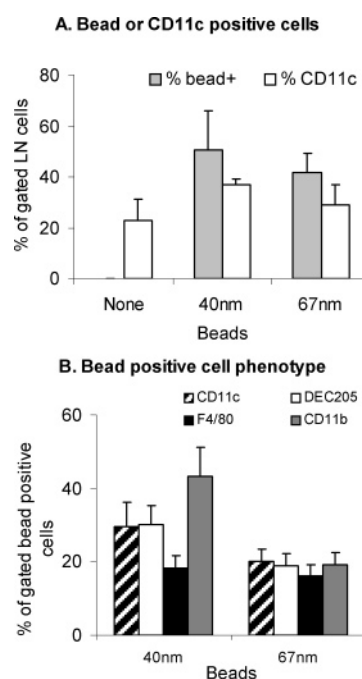 A. Bead or CD11c positive cells
% bead+ % CD11c
80
60
40
20
0
% of gated LN cells
None 40nm 67nm
Beads
B. Bead positive cell phenotype
CD11c DEC205
F4/80 CD11b
60
40
20
0
% of gated bead positive
cells
40nm 67nm
Beads